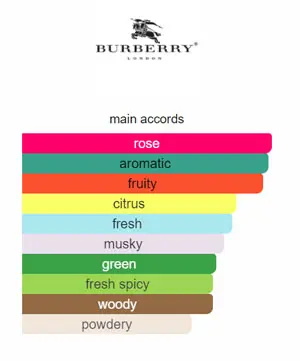 BURBERRY®
LONDON
main accords
rose
aromatic
fruity
citrus
fresh
musky
green
fresh spicy
woody
powdery